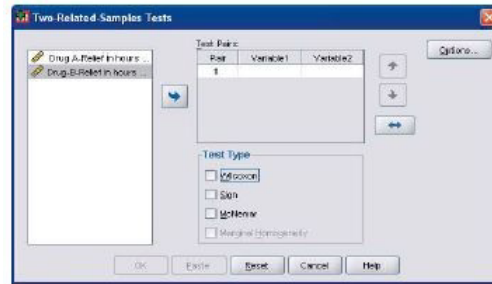 Two-Related-Samples Tests
Drug A-Relief in hours ...
Drug-B-Relief in hours ...
Test Pairs:
Pair Variable1 Variable2
1
Options...
Test Type
Wilcoxon
Sign
McNemar
Marginal Homogeneity
OK Paste Reset Cancel Help